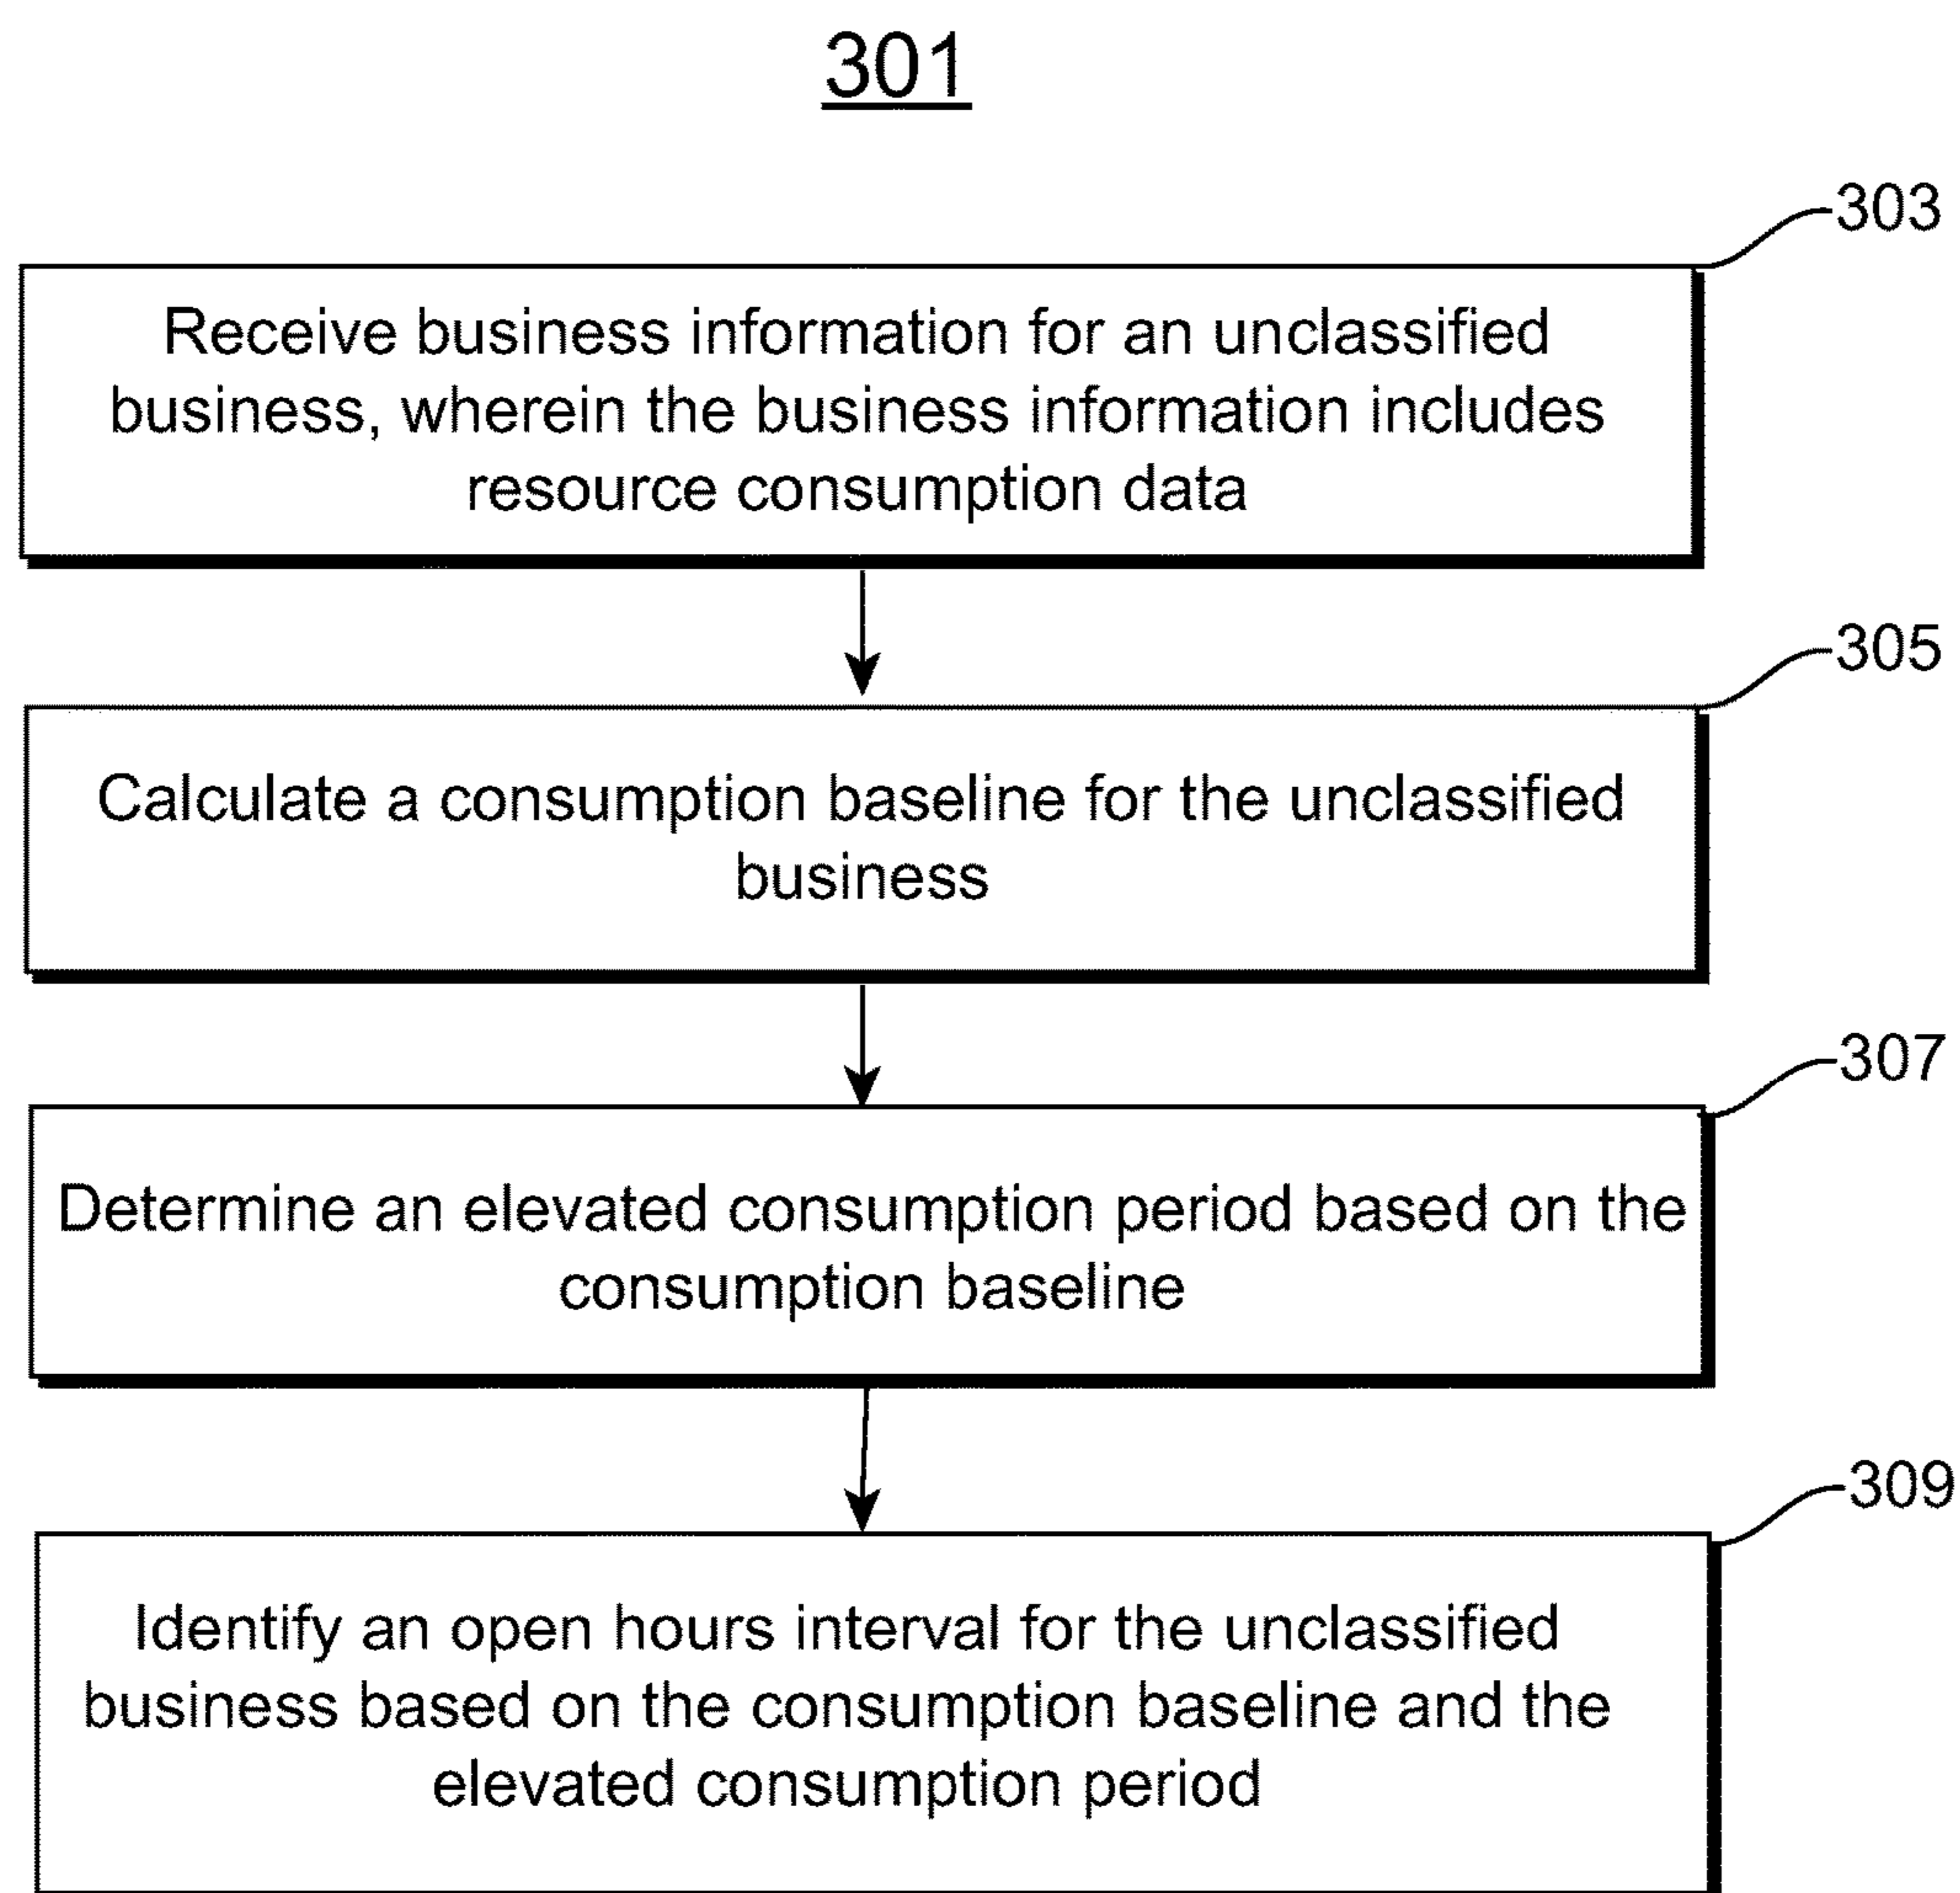 301
303
Receive business information for an unclassified
business, wherein the business information includes
resource consumption data
305
Calculate a consumption baseline for the unclassified
business
307
Determine an elevated consumption period based on the
consumption baseline
309
Identify an open hours interval for the unclassified
business based on the consumption baseline and the
elevated consumption period